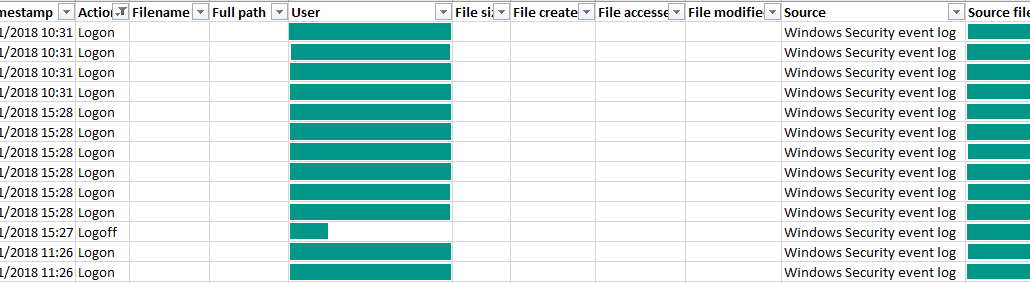 mestamp Actio Filename Full path User File siz File create File accesse File modifie Source Source file
1/2018 10:31 Logon Windows Security event log
1/2018 10:31 Logon Windows Security event log
1/2018 10:31 Logon Windows Security event log
1/2018 10:31 Logon Windows Security event log
1/2018 15:28 Logon Windows Security event log
1/2018 15:28 Logon Windows Security event log
1/2018 15:28 Logon Windows Security event log
1/2018 15:28 Logon Windows Security event log
1/2018 15:28 Logon Windows Security event log
1/2018 15:28 Logon Windows Security event log
1/2018 15:27 Logoff Windows Security event log
1/2018 11:26 Logon Windows Security event log
1/2018 11:26 Logon Windows Security event log